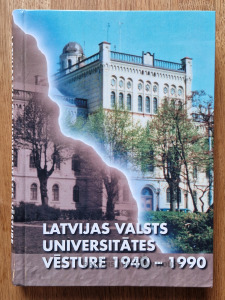 LATVIJAS VALSTS
UNIVERSITĀTES
VĒSTURE 1940 – 1990